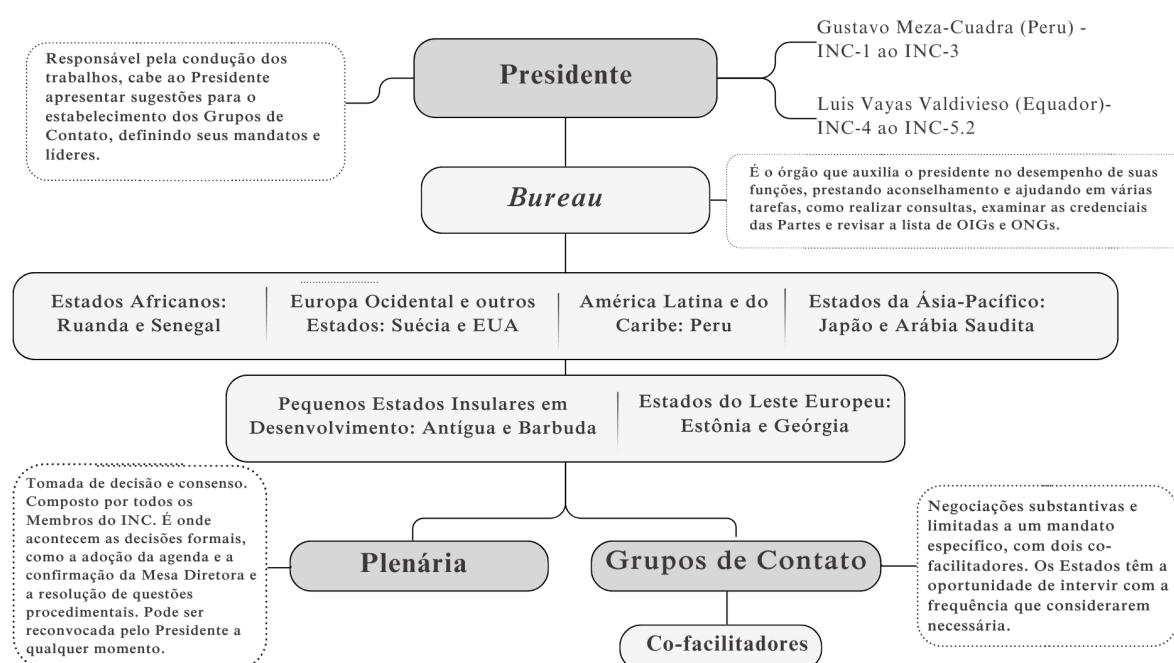 Responsável pela condução dos
trabalhos, cabe ao Presidente
apresentar sugestões para o
estabelecimento dos Grupos de
Contato, definindo seus mandatos e
líderes.
Presidente
Gustavo Meza-Cuadra (Peru) -
INC-1 ao INC-3
Luis Vayas Valdivieso (Equador)-
INC-4 ao INC-5.2
Bureau
É o órgão que auxilia o presidente no desempenho de suas
funções, prestando aconselhamento e ajudando em várias
tarefas, como realizar consultas, examinar as credenciais
das Partes e revisar a lista de OIGs e ONGs.
Estados Africanos:
Ruanda e Senegal
Europa Ocidental e outros
Estados: Suécia e EUA
América Latina e do
Caribe: Peru
Estados da Ásia-Pacífico:
Japão e Arábia Saudita
Pequenos Estados Insulares em
Desenvolvimento: Antígua e Barbuda
Estados do Leste Europeu:
Estônia e Geórgia
Tomada de decisão e consenso.
Composto por todos os
Membros do INC. É onde
acontecem as decisões formais,
como a adoção da agenda e a
confirmação da Mesa Diretora e
a resolução de questões
procedimentais. Pode ser
reconvocada pelo Presidente a
qualquer momento.
Plenária
Grupos de Contato
Negociações substantivas e
limitadas a um mandato
específico, com dois co-
facilitadores. Os Estados têm a
oportunidade de intervir com a
frequência que considerarem
necessária.
Co-facilitadores